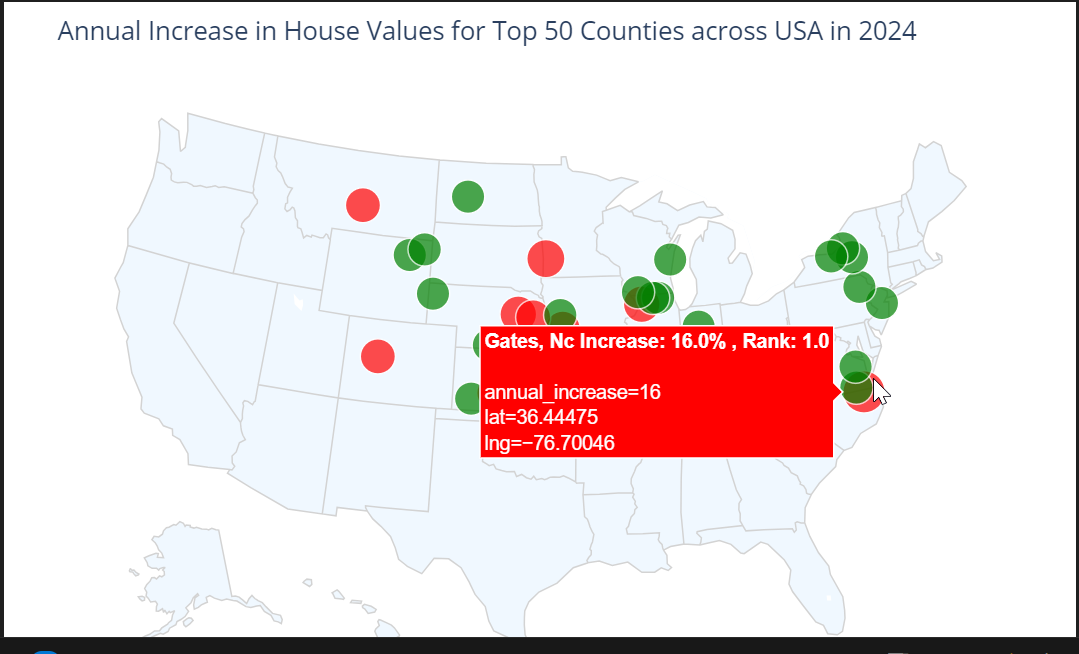 Annual Increase in House Values for Top 50 Counties across USA in 2024
Gates, Nc Increase: 16.0% , Rank: 1.0
annual_increase=16
lat=36.44475
lng=−76.70046